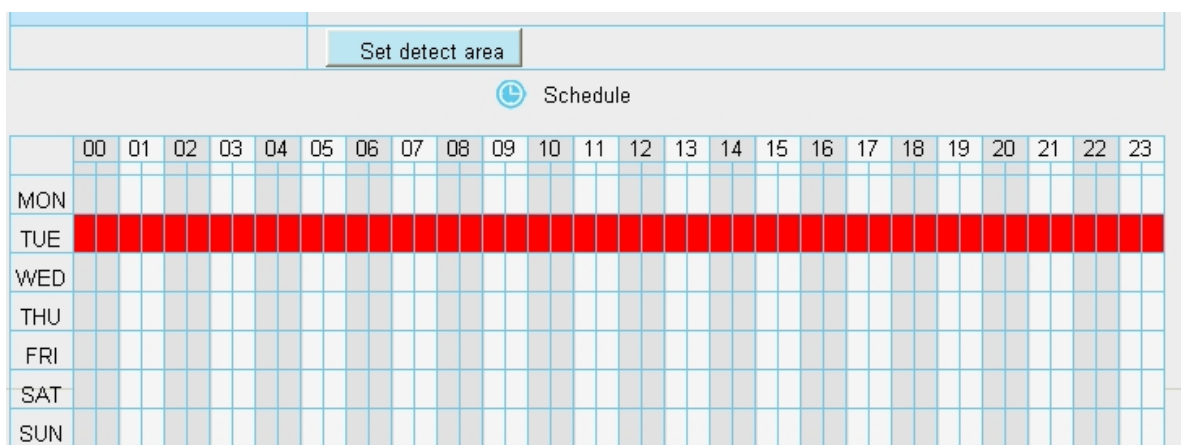 Set detect area
Schedule
00 01 02 03 04 05 06 07 08 09 10 11 12 13 14 15 16 17 18 19 20 21 22 23
MON
TUE
WED
THU
FRI
SAT
SUN